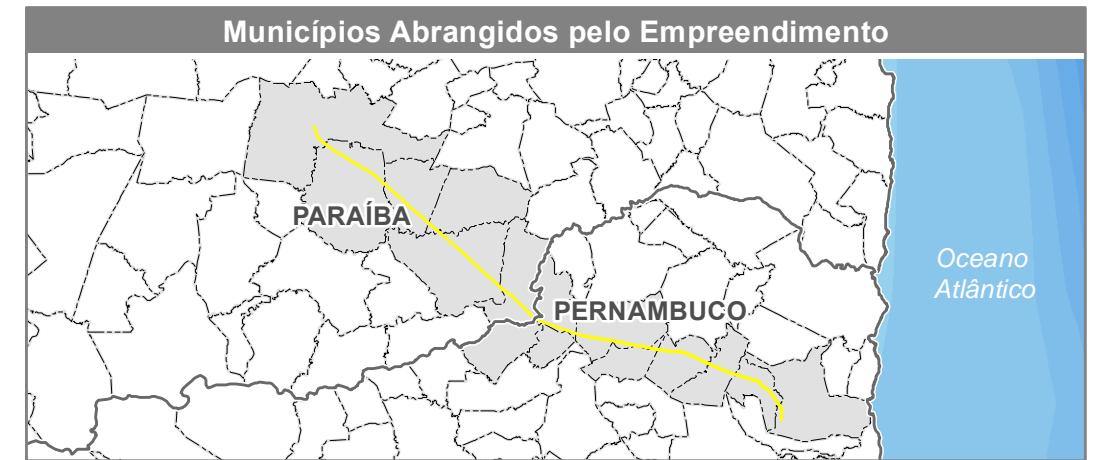 Municípios Abrangidos pelo Empreendimento
PARAÍBA
Oceano
Atlântico
PERNAMBUCO